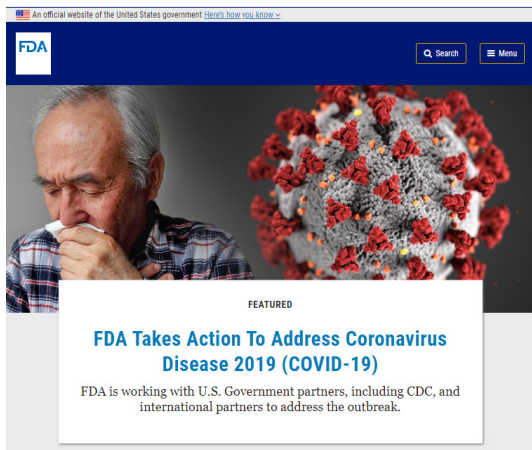 An official website of the United States government Here's how you know
FDA
Search
Menu
FEATURED
FDA Takes Action To Address Coronavirus
Disease 2019 (COVID-19)
FDA is working with U.S. Government partners, including CDC, and
international partners to address the outbreak.